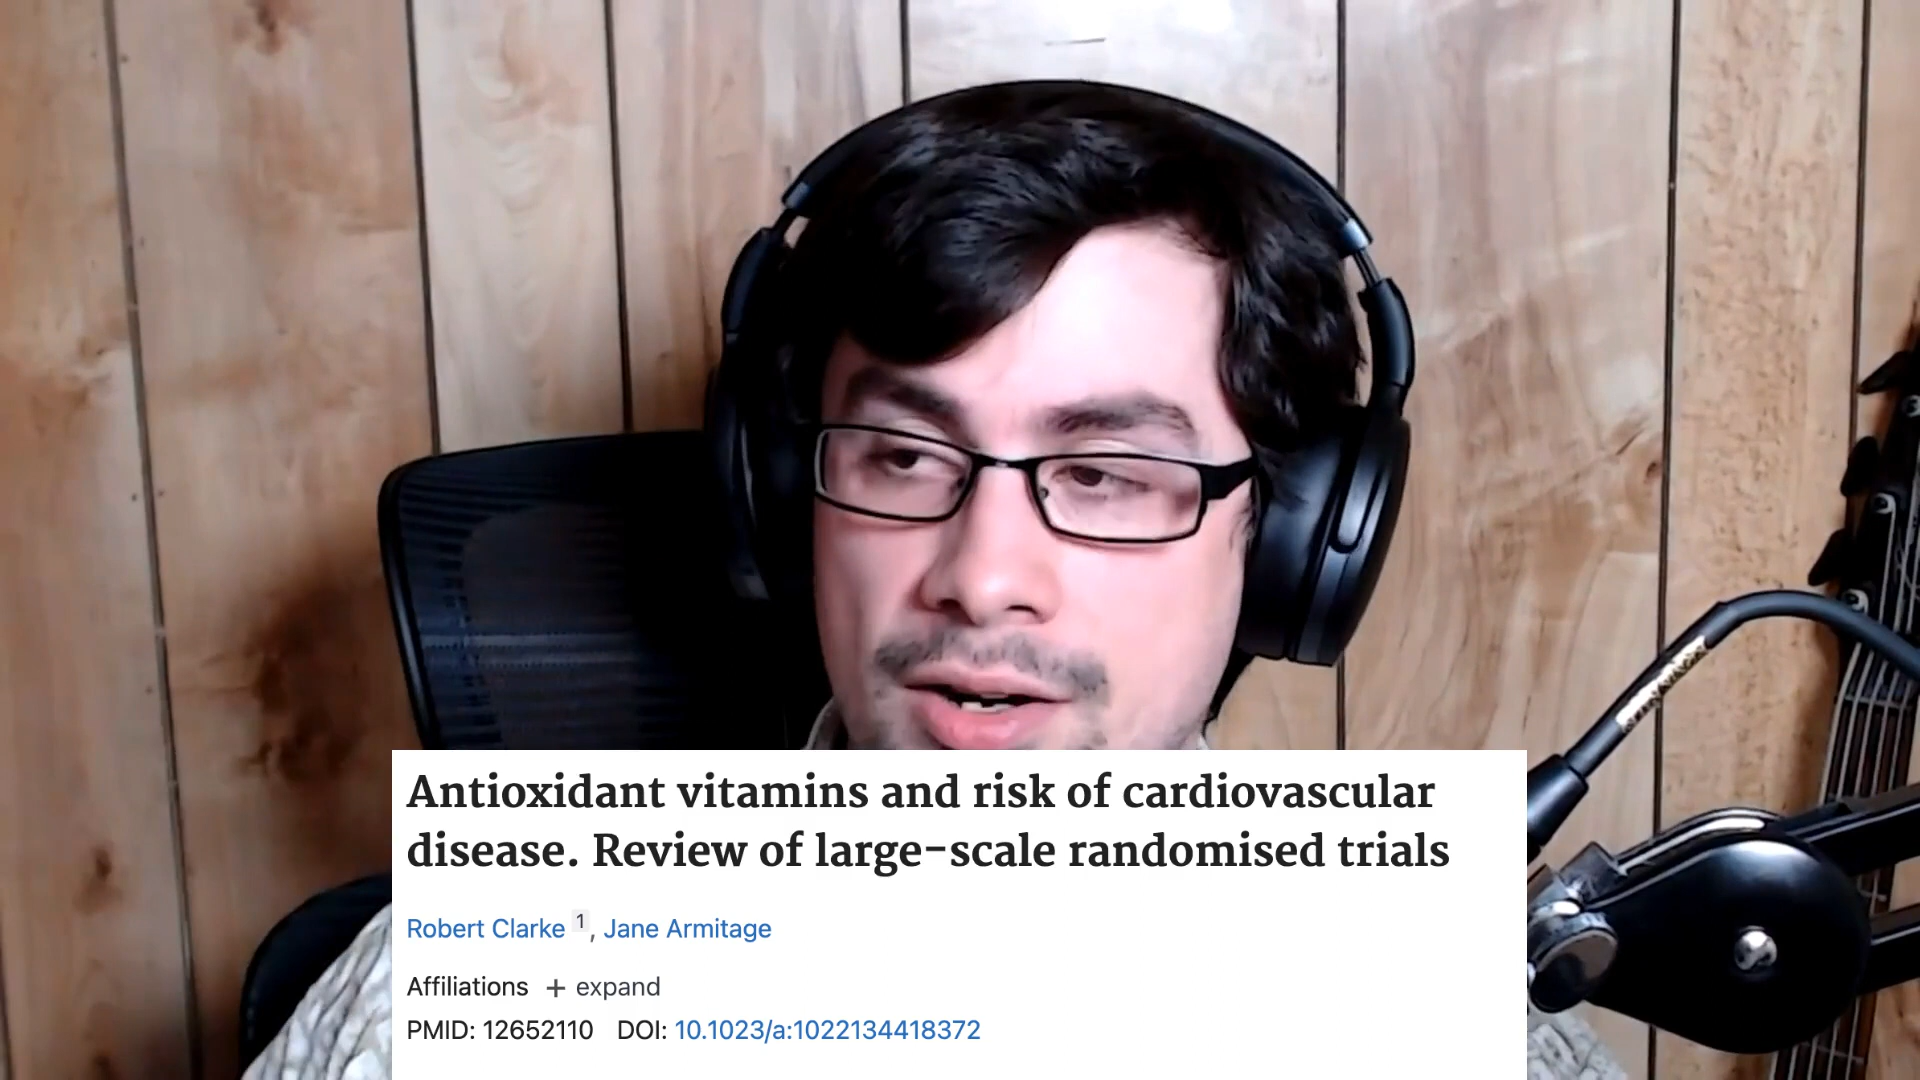 Antioxidant vitamins and risk of cardiovascular
disease. Review of large-scale randomised trials
Robert Clarke 1, Jane Armitage
Affiliations + expand
PMID: 12652110 DOI: 10.1023/a:1022134418372